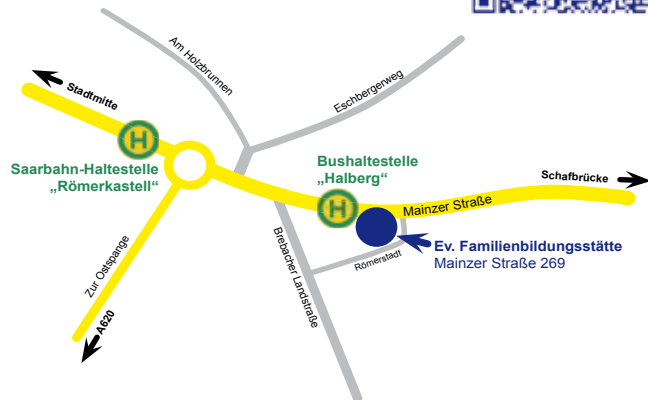 Am Holzbrunnen
Stadtmitte
Eschbergerweg
H
Saarbahn-Haltestelle
„Römerkastell“
Bushaltestelle
„Halberg“
Schafbrücke
H
Mainzer Straße
Ev. Familienbildungsstätte
Mainzer Straße 269
Römerstadt
Brebacher Landstraße
Zur Ostspange
A620